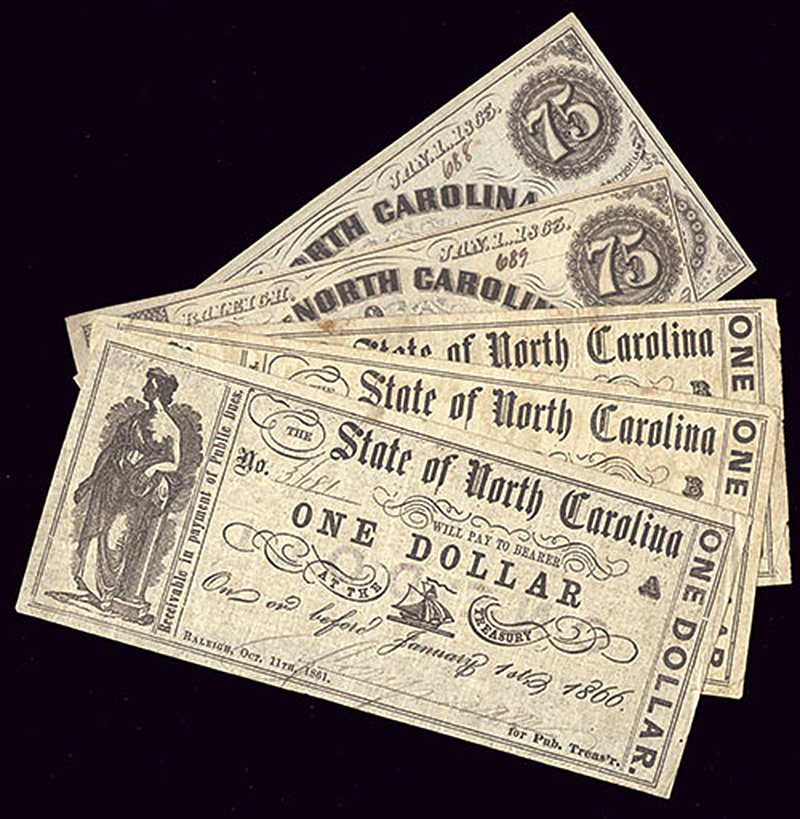 JAN. 1. 1863.
75
688
NORTH CAROLINA
JAN. 1. 1863.
75
689
RALEIGH,
NORTH CAROLIN
State of North Carolina
ONE
B
State of North Carolina
ONE
B
THE State of North Carolina
No.
WILL PAY TO BEARER
ONE DOLLAR
A
AT THE TREASURY
On or before January 1st, 1866.
RALEIGH, OCT. 11TH, 1861.
for Pub. Treas'r.
Receivable in payment of Public Dues.
ONE DOLLAR.